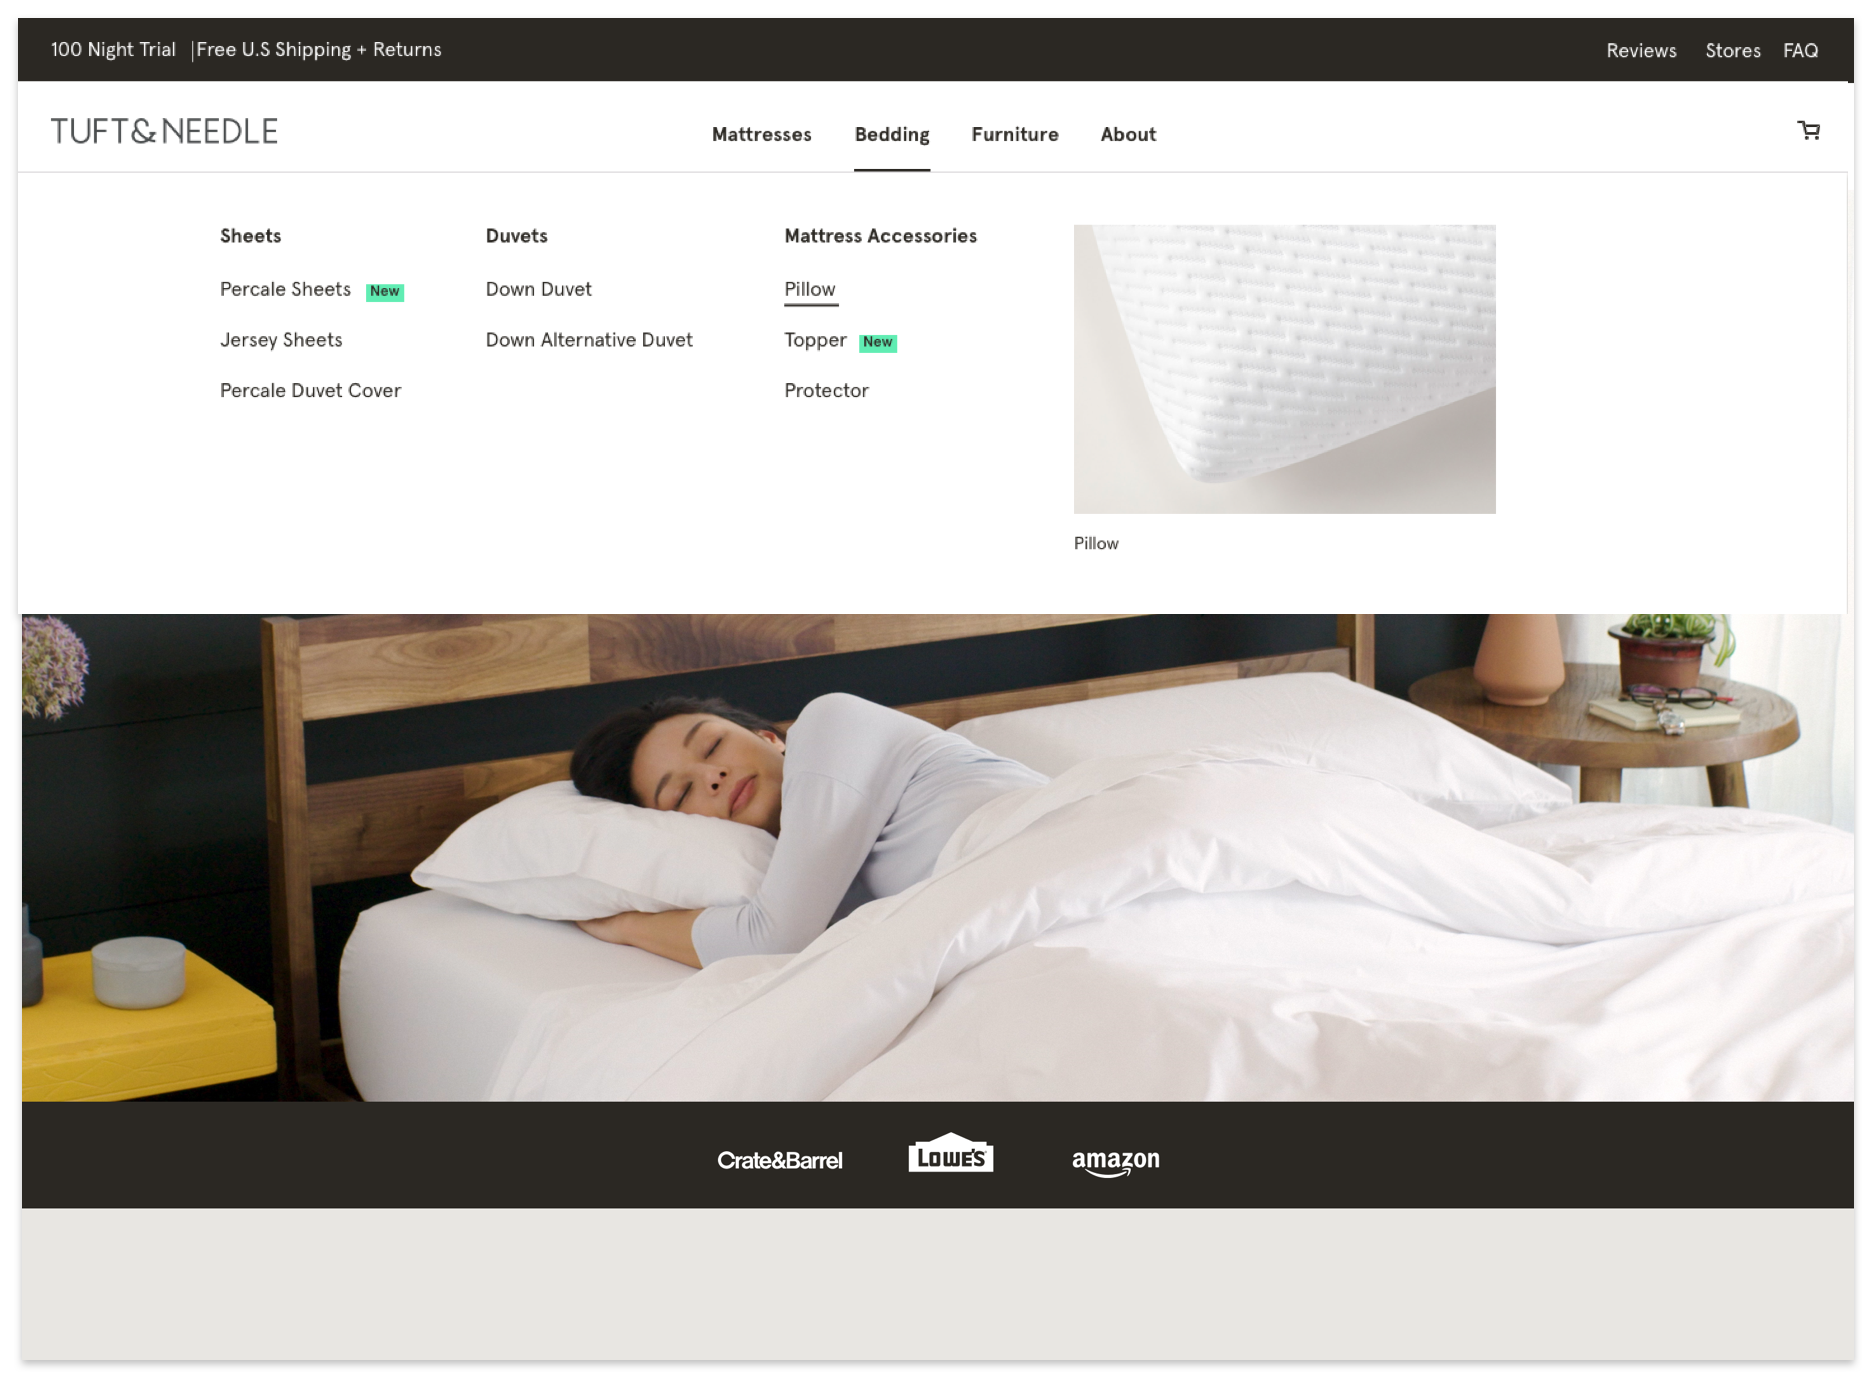 100 Night Trial | Free U.S Shipping + Returns
Reviews Stores FAQ
TUFT&NEEDLE
Mattresses Bedding Furniture About
Sheets
Percale Sheets New
Jersey Sheets
Percale Duvet Cover
Duvets
Down Duvet
Down Alternative Duvet
Mattress Accessories
Pillow
Topper New
Protector
Pillow
Crate&Barrel
LOWE'S
amazon